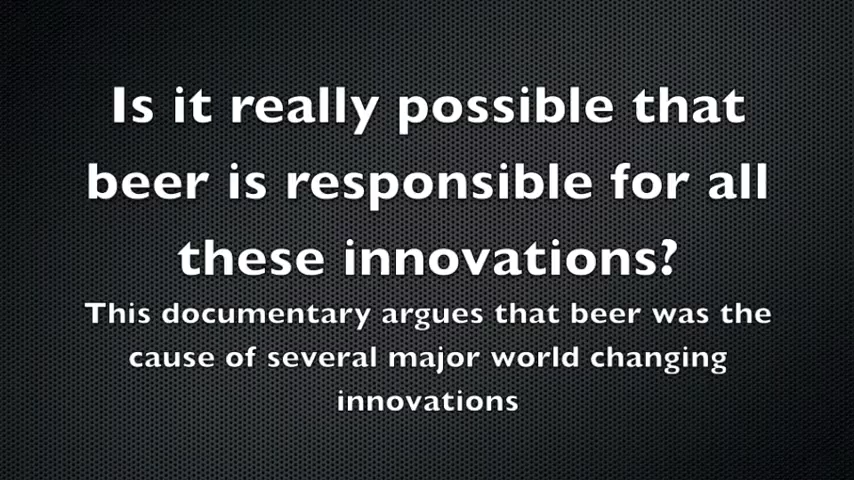 Is it really possible that
beer is responsible for all
these innovations?
This documentary argues that beer was the
cause of several major world changing
innovations